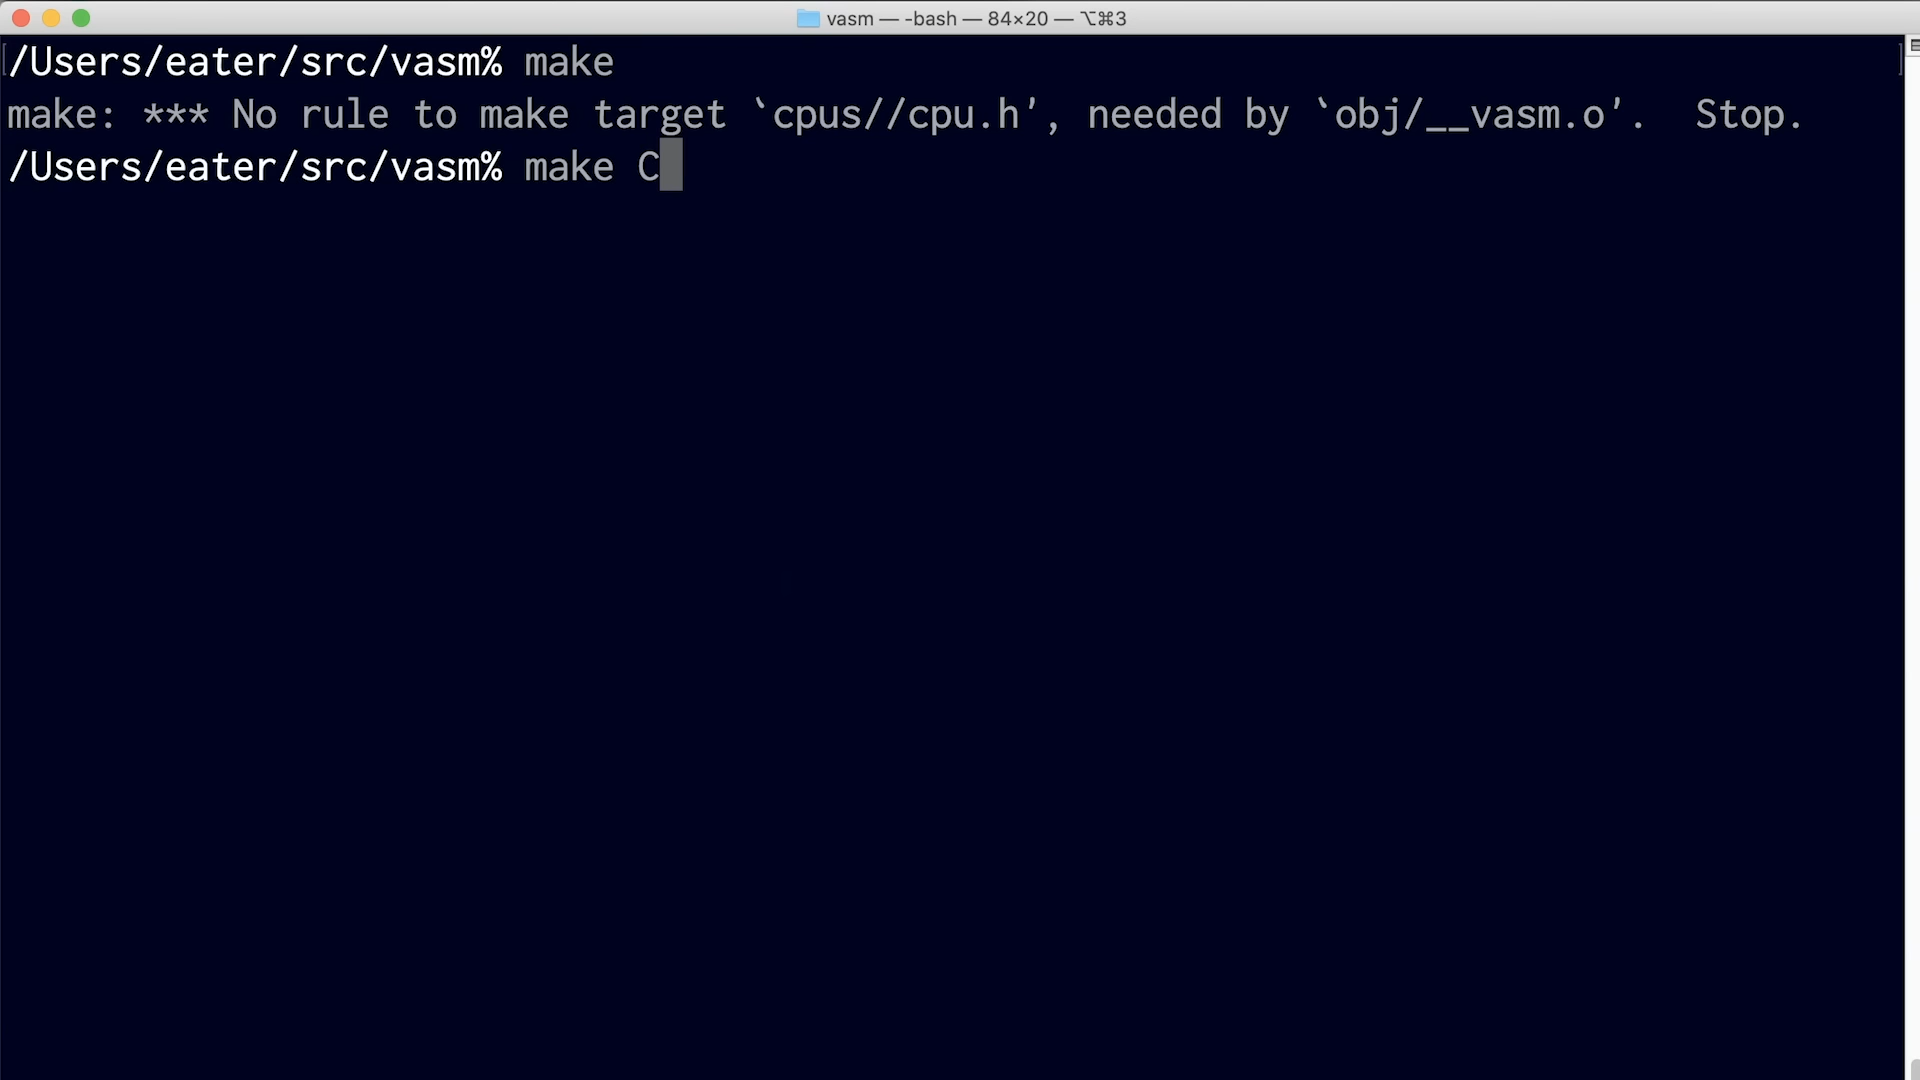 vasm — -bash — 84×20 — ⌥⌘3
/Users/eater/src/vasm% make
make: *** No rule to make target `cpus//cpu.h', needed by `obj/__vasm.o'.  Stop.
/Users/eater/src/vasm% make C